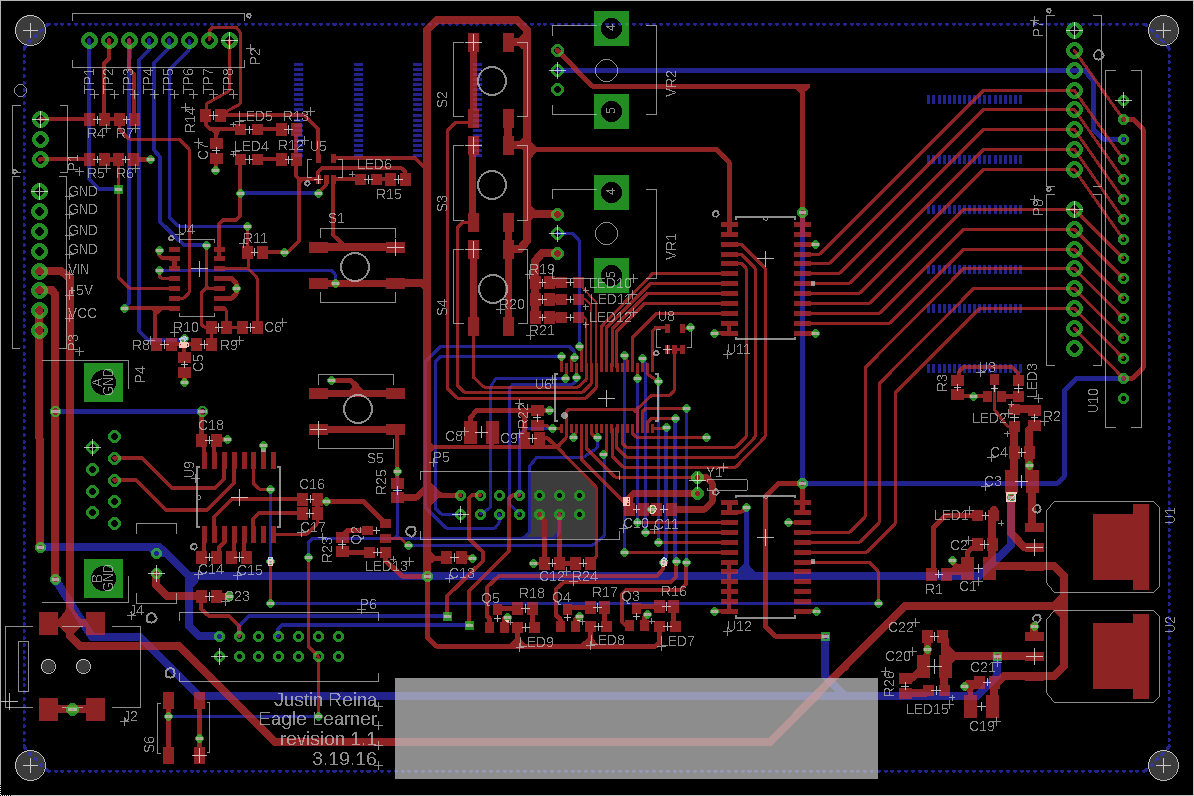 P2
TP1 TP2 TP3 TP4 TP5 TP6 TP7 TP8
R4 R7
R5 R6
P1
GND
GND
GND
GND
VIN
+5V
VCC
P3
R14
LED5 R13
LED4 R12
U5
C7
LED6
R15
U4
R11
R10
C6
R8
R9
C5
S1
S2
S3
S4
4
VR2
5
4
VR1
5
R19
LED10
R20
LED11
R21
LED12
U8
U11
P7
P8
U10
R3
U3
LED3
LED2
R2
C4
C3
A
GND
P4
C18
U9
C16
C17
C14
C15
S5
R25
P5
C8
C9
R22
U6
Y1
C10
C11
R23
Q2
LED13
C13
C12
R24
B
GND
J4
S23
P6
Q5
R18
LED9
Q4
R17
LED8
Q3
R16
LED7
U12
LED1
C2
R1
C1
U1
U2
C22
C20
C21
R26
LED15
C19
J2
S6
Justin Reina
Eagle Learner
revision 1.1
3.19.16